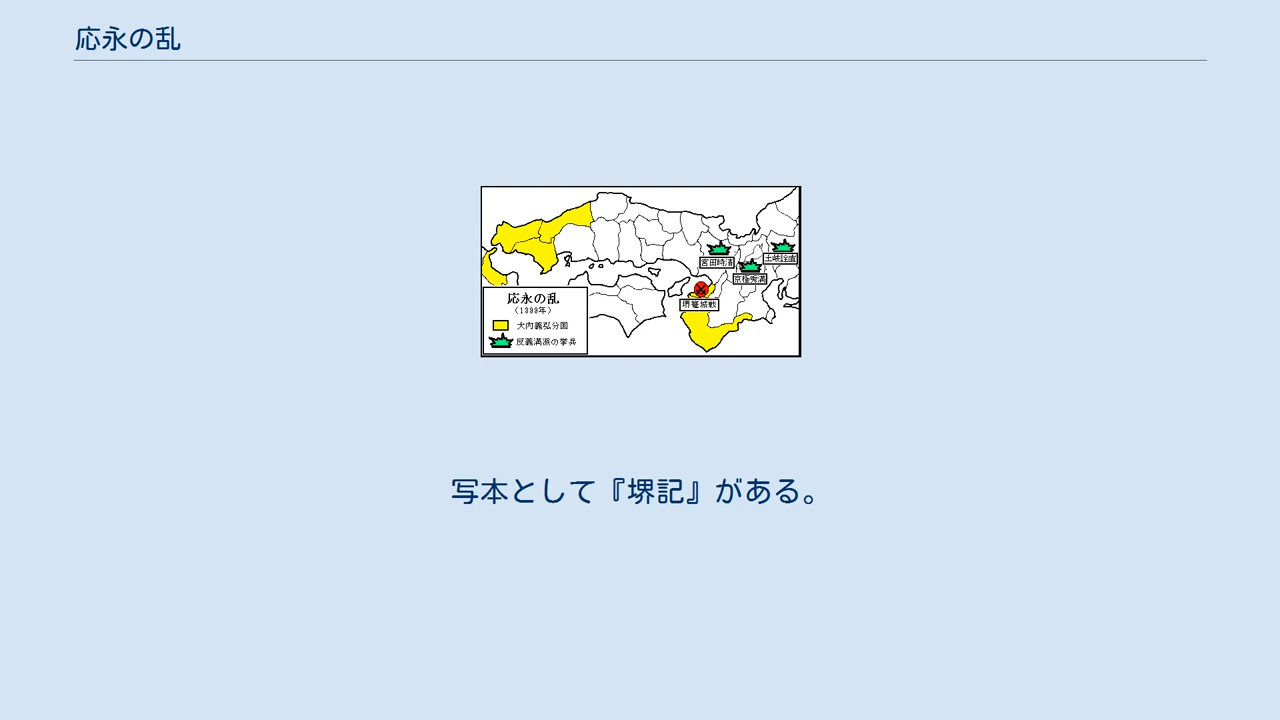 応永の乱
宮田時清
土岐詮直
京極秀満
堺籠城戦
応永の乱
(1399年)
大内義弘分国
反義満派の挙兵
写本として『堺記』がある。